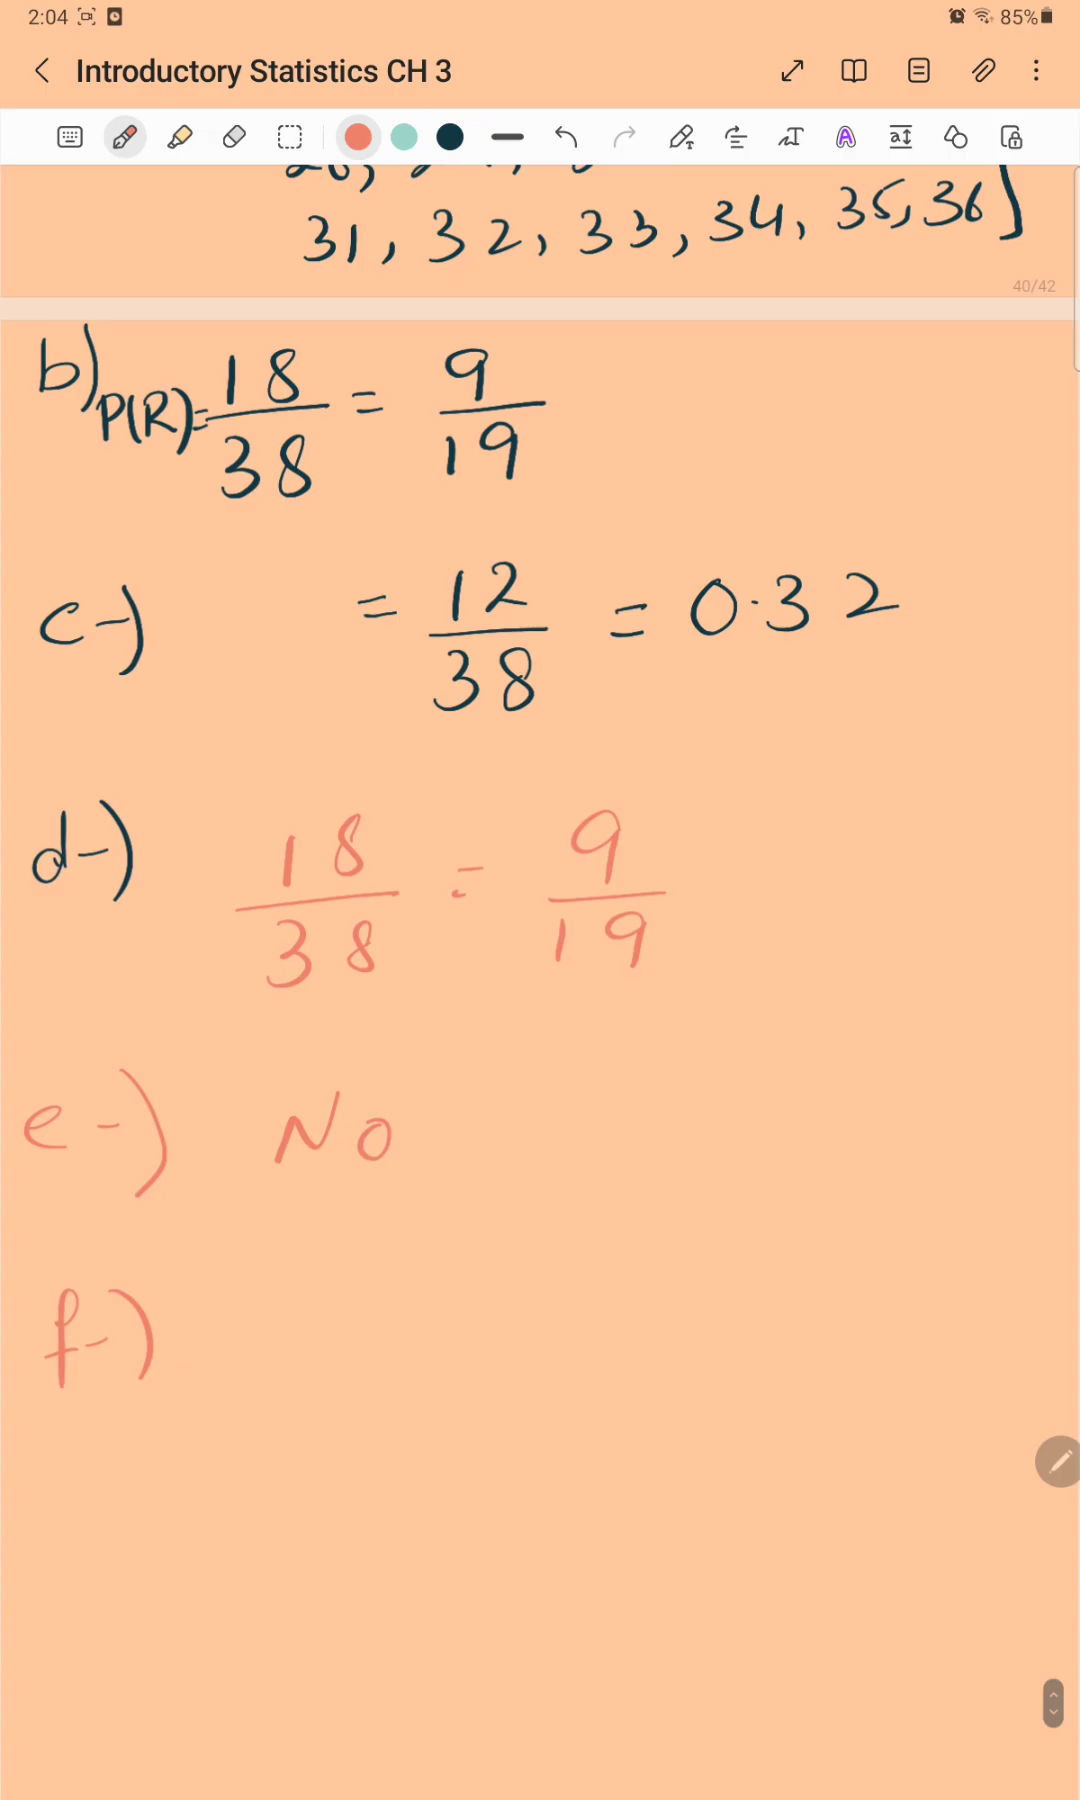 2:04 85%
Introductory Statistics CH 3
31, 32, 33, 34, 35, 36}
40/42
b) P(R)= 18/38 = 9/19
c-) = 12/38 = 0.32
d-) 18/38 = 9/19
e-) No
f-)